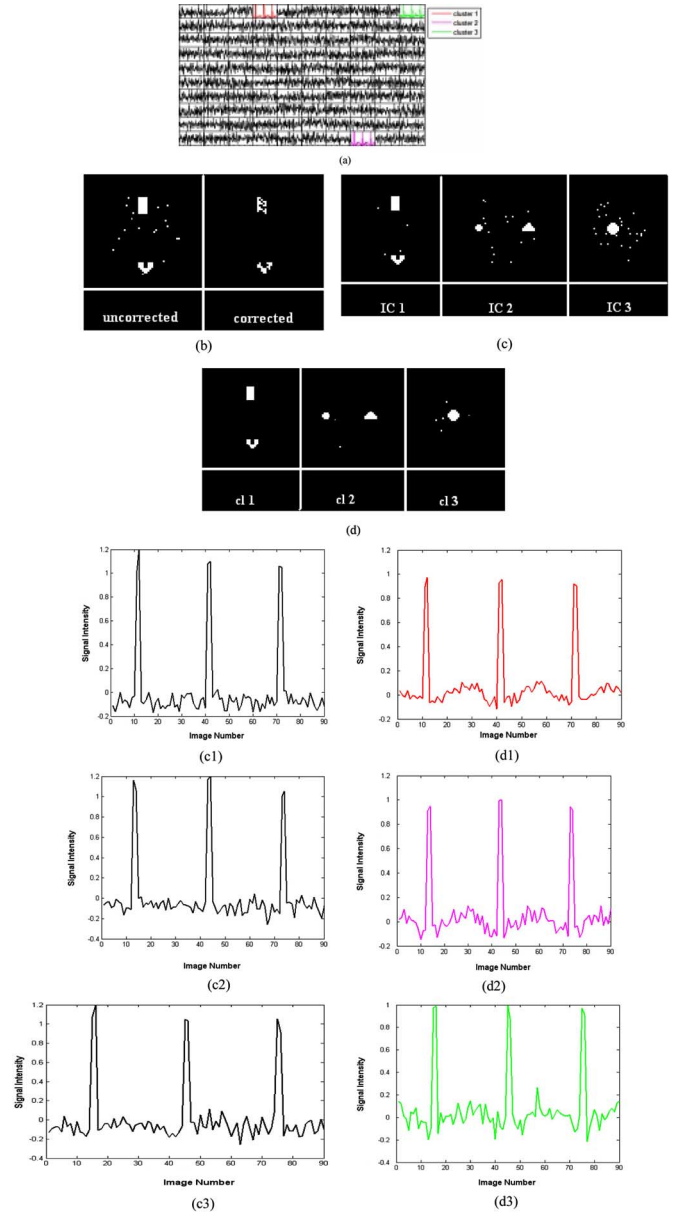 cluster 1
cluster 2
cluster 3
(a)
uncorrected
corrected
IC 1
IC 2
IC 3
(b)
(c)
cl 1
cl 2
cl 3
(d)
1.2
1
0.8
0.6
0.4
0.2
0
-0.2
Signal Intensity
0 10 20 30 40 50 60 70 80 90
Image Number
(c1)
1.2
1
0.8
0.6
0.4
0.2
0
-0.2
Signal Intensity
0 10 20 30 40 50 60 70 80 90
Image Number
(d1)
1.2
1
0.8
0.6
0.4
0.2
0
-0.2
-0.4
Signal Intensity
0 10 20 30 40 50 60 70 80 90
Image Number
(c2)
1.2
1
0.8
0.6
0.4
0.2
0
-0.2
Signal Intensity
0 10 20 30 40 50 60 70 80 90
Image Number
(d2)
1.2
1
0.8
0.6
0.4
0.2
0
-0.2
-0.4
Signal Intensity
0 10 20 30 40 50 60 70 80 90
Image Number
(c3)
1
0.8
0.6
0.4
0.2
0
-0.2
-0.4
Signal Intensity
0 10 20 30 40 50 60 70 80 90
Image Number
(d3)